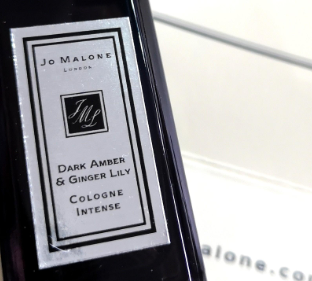 Jo Malone
London
JML
Dark Amber
& Ginger Lily
Cologne
Intense
alone.co